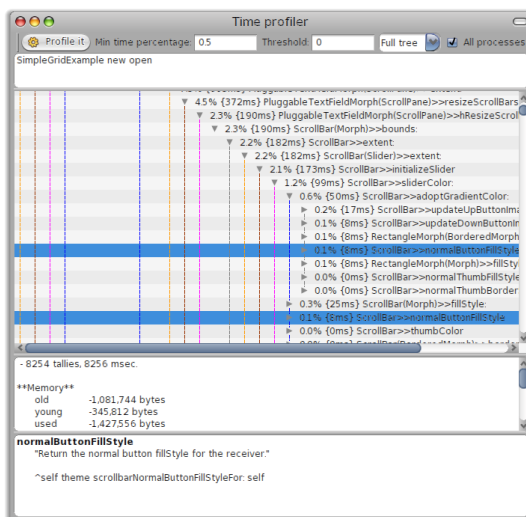 Time profiler
Profile it Min time percentage: 0.5 Threshold: 0 Full tree All processes
SimpleGridExample new open
4.5% {372ms} PluggableTextFieldMorph(ScrollPane)>>resizeScrollBars
2.3% {190ms} PluggableTextFieldMorph(ScrollPane)>>hResizeScrol
2.3% {190ms} ScrollBar(Morph)>>bounds:
2.2% {182ms} ScrollBar>>extent:
2.2% {182ms} ScrollBar(Slider)>>extent:
2.1% {173ms} ScrollBar>>initializeSlider
1.2% {99ms} ScrollBar>>sliderColor:
0.6% {50ms} ScrollBar>>adoptGradientColor:
0.2% {17ms} ScrollBar>>updateUpButtonIma
0.1% {8ms} ScrollBar>>updateDownButtonIm
0.1% {8ms} RectangleMorph(BorderedMorph
0.1% {8ms} ScrollBar>>normalButtonFillStyle
0.1% {8ms} RectangleMorph(Morph)>>fillSty
0.0% {0ms} ScrollBar>>normalThumbFillSty
0.0% {0ms} ScrollBar>>normalThumbBorder
0.3% {25ms} ScrollBar(Morph)>>fillStyle:
0.1% {8ms} ScrollBar>>normalButtonFillStyle
0.0% {0ms} ScrollBar>>thumbColor
- 8254 tallies, 8256 msec.
**Memory**
old -1,081,744 bytes
young -345,812 bytes
used -1,427,556 bytes
normalButtonFillStyle
"Return the normal button fillStyle for the receiver."
^self theme scrollbarNormalButtonFillStyleFor: self